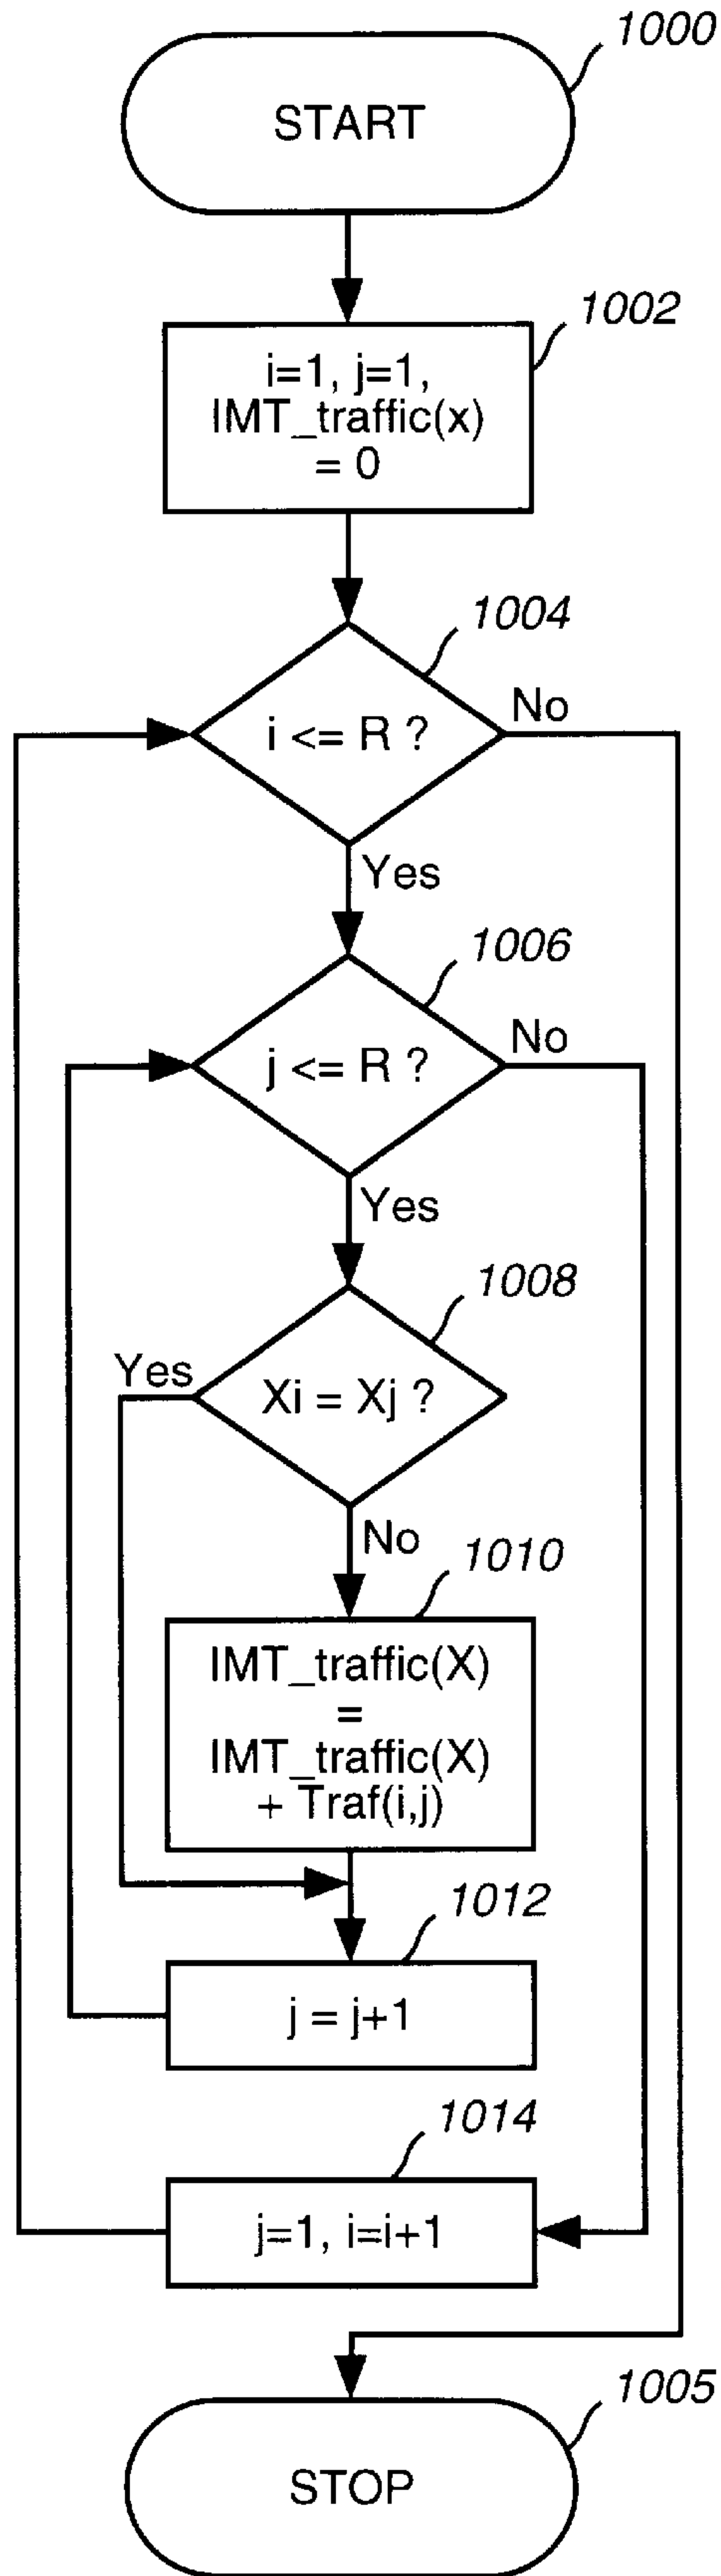 1000
START
1002
i=1, j=1,
IMT_traffic(x)
= 0
1004
i <= R ?
No
Yes
1006
j <= R ?
No
Yes
1008
Yes
Xi = Xj ?
No
1010
IMT_traffic(X)
=
IMT_traffic(X)
+ Traf(i,j)
1012
j = j+1
1014
j=1, i=i+1
1005
STOP